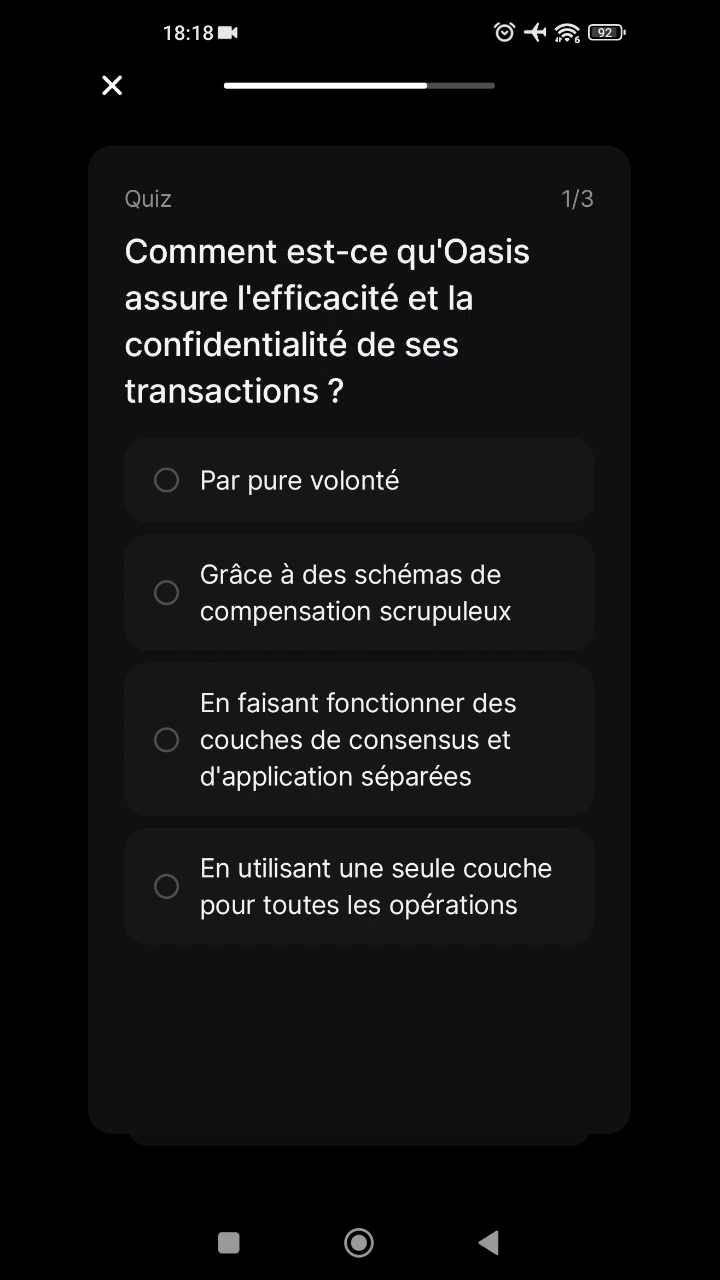 18:18
6
92
Quiz
1/3
Comment est-ce qu'Oasis
assure l'efficacité et la
confidentialité de ses
transactions ?
Par pure volonté
Grâce à des schémas de
compensation scrupuleux
En faisant fonctionner des
couches de consensus et
d'application séparées
En utilisant une seule couche
pour toutes les opérations